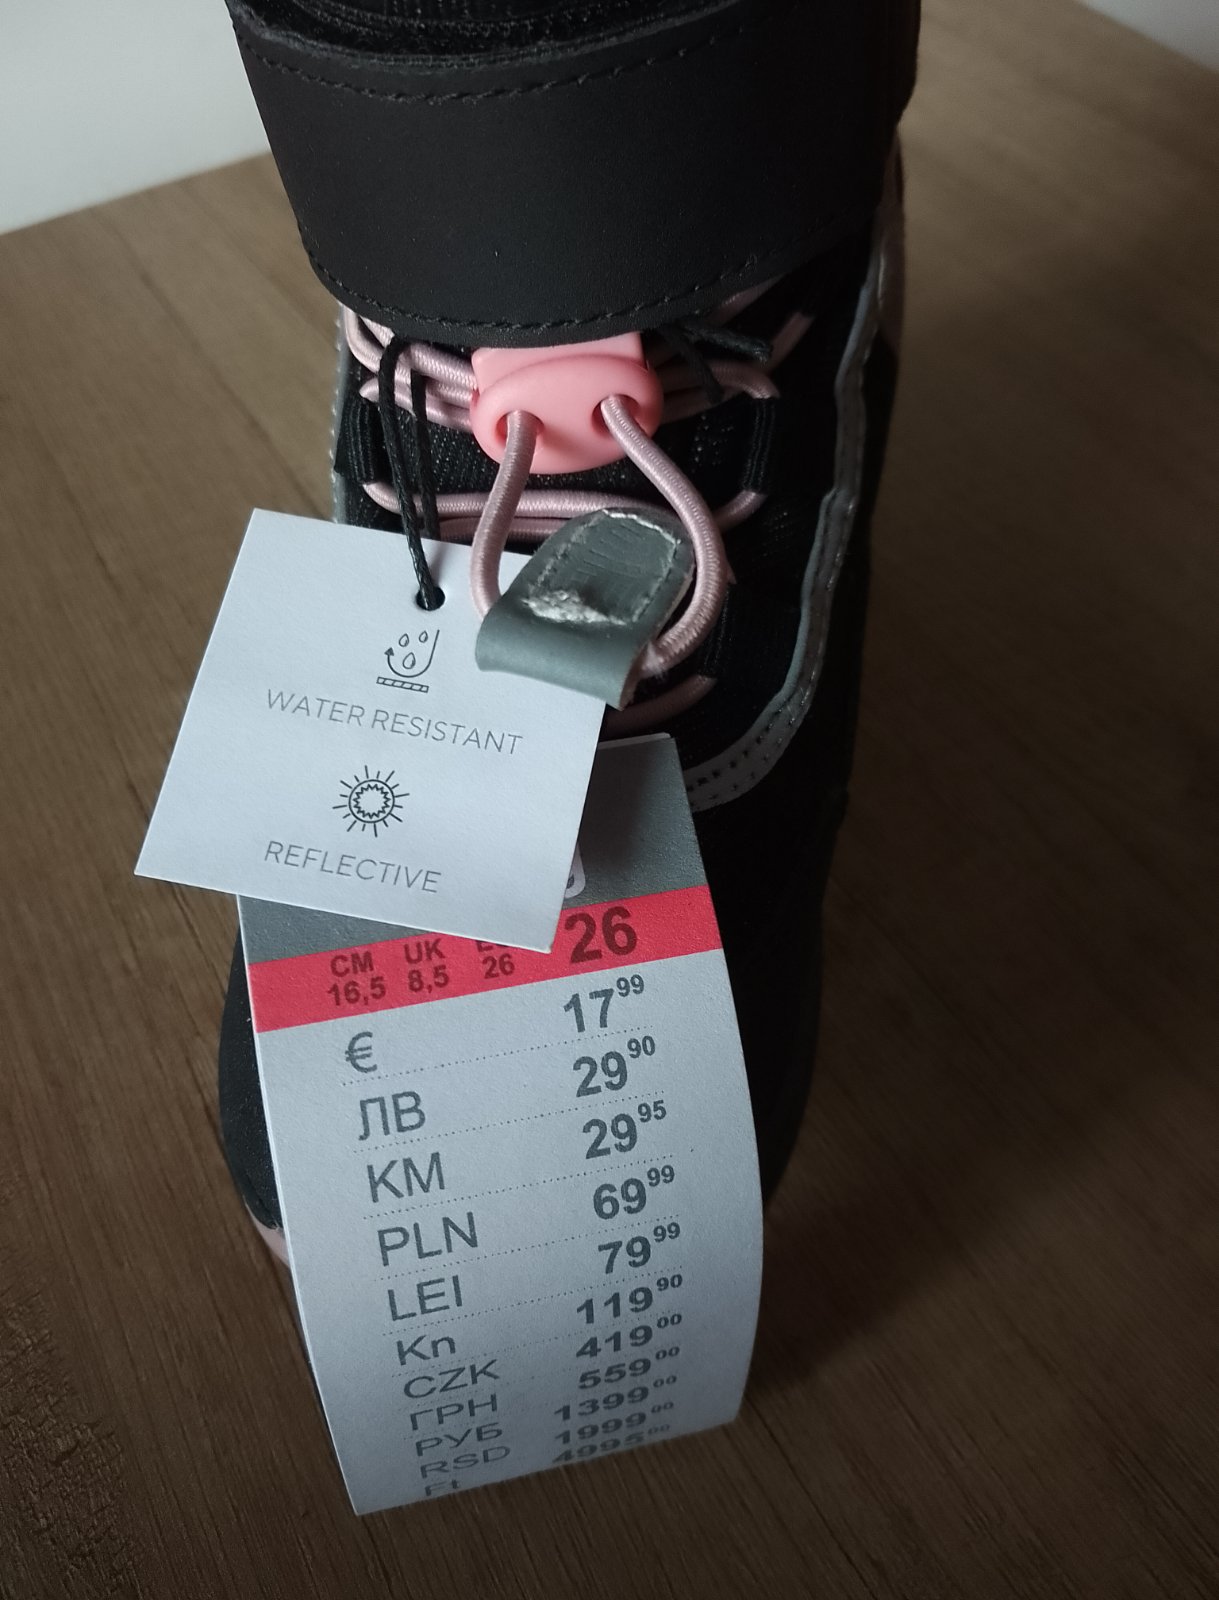 WATER RESISTANT
REFLECTIVE
26
CM UK
16,5 8,5 26
€ 17⁹⁹
ЛВ 29⁹⁰
KM 29⁹⁵
PLN 69⁹⁹
LEI 79⁹⁹
Kn 119⁹⁰
CZK 419⁰⁰
ГРН 559⁰⁰
РУБ 1399⁰⁰
RSD 1999⁰⁰
Ft 4995⁰⁰